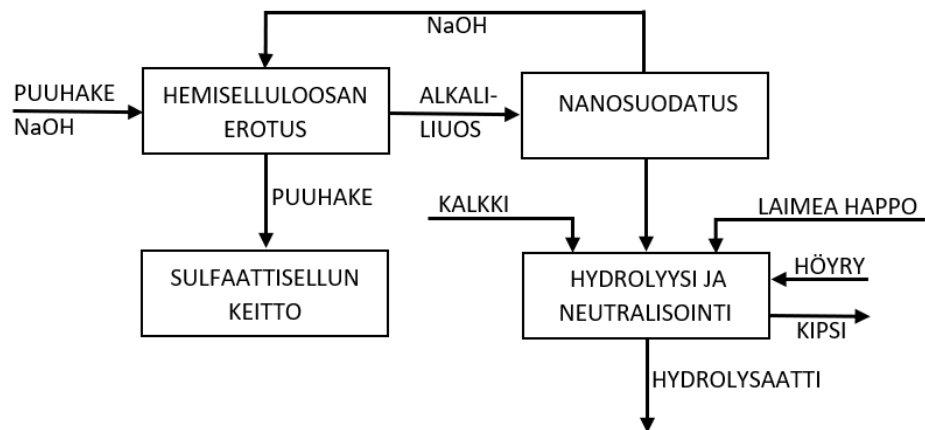 NaOH
PUUHAKE
NaOH
HEMISELLULOOSAN
EROTUS
ALKALI-
LIUOS
NANOSUODATUS
PUUHAKE
KALKKI
LAIMEA HAPPO
SULFAATTISELLUN
KEITTO
HYDROLYYSI JA
NEUTRALISOINTI
HÖYRY
KIPSI
HYDROLYSAATTI